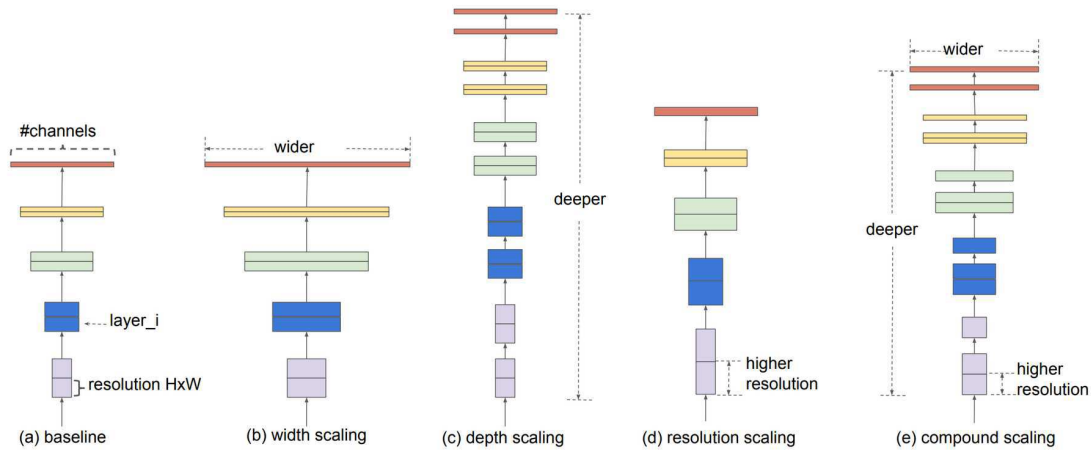 #channels
layer_i
resolution HxW
(a) baseline
wider
(b) width scaling
deeper
(c) depth scaling
higher
resolution
(d) resolution scaling
wider
deeper
higher
resolution
(e) compound scaling